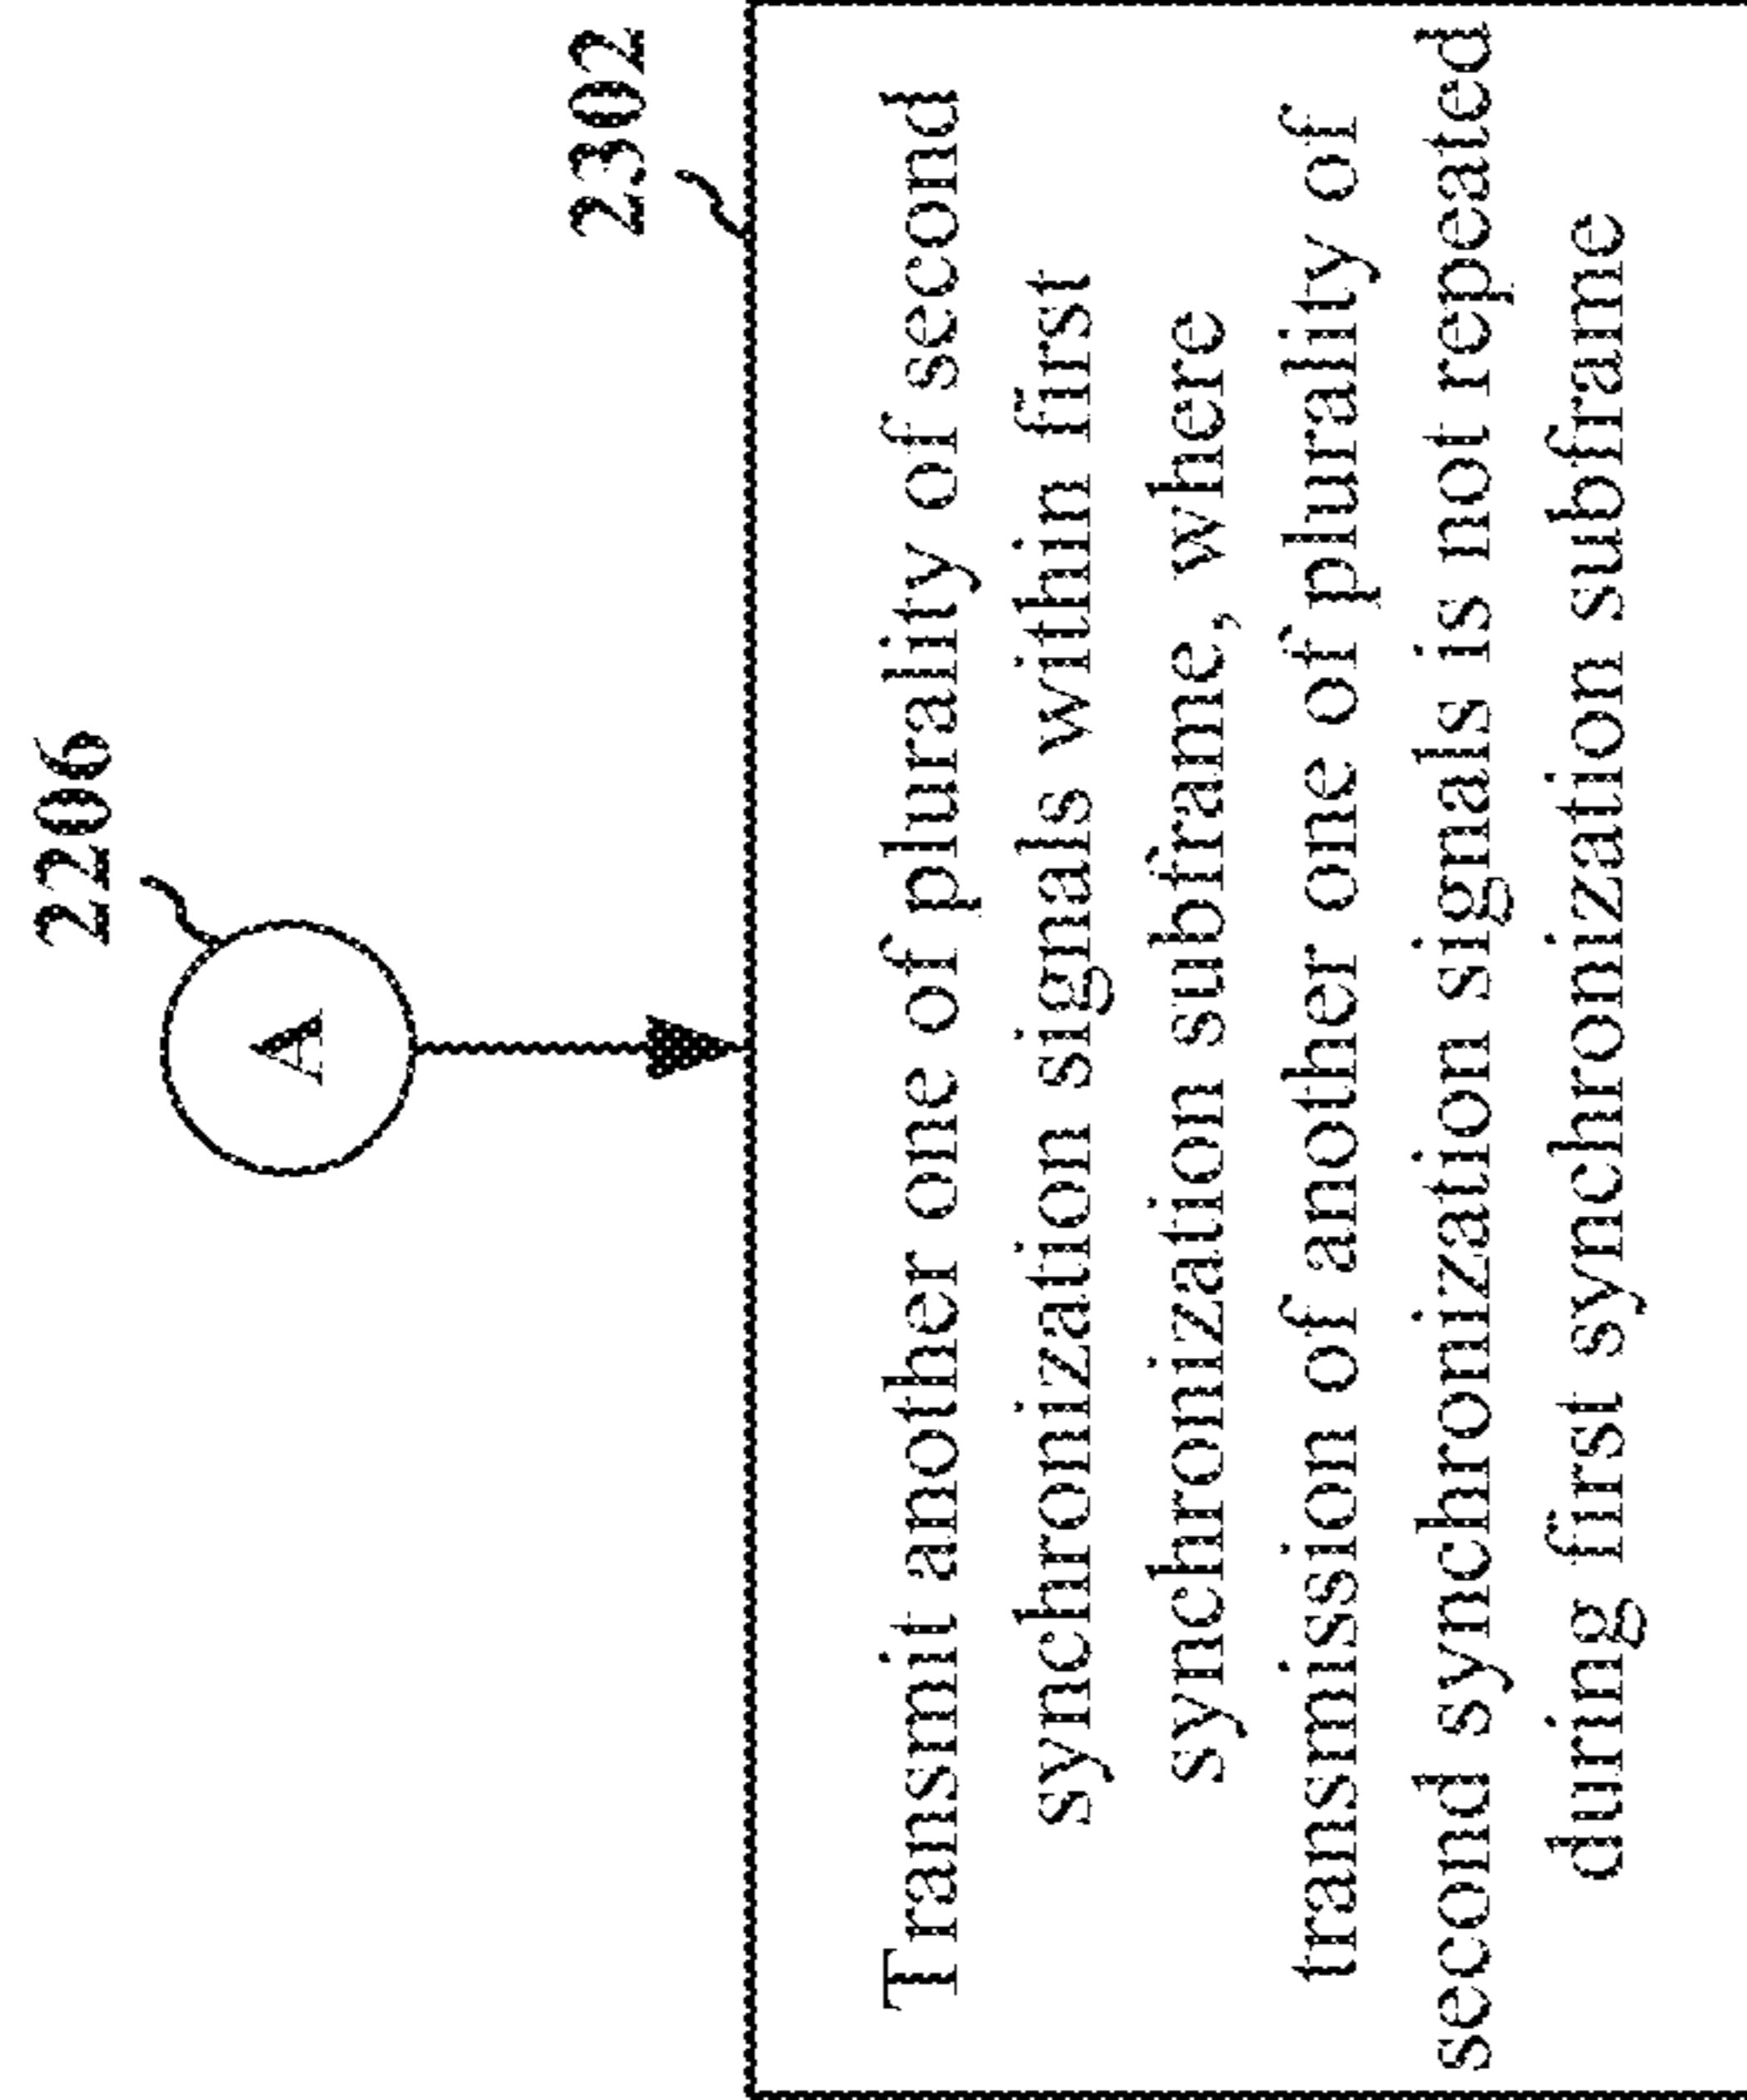 2206
A
2302
Transmit another one of plurality of second
synchronization signals within first
synchronization subframe, where
transmission of another one of plurality of
second synchronization signals is not repeated
during first synchronization subframe